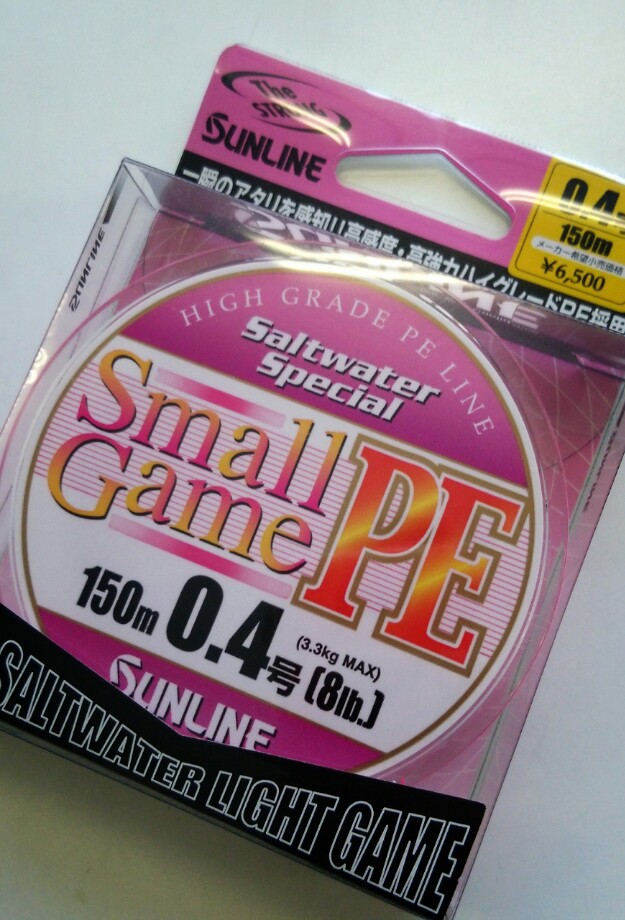 The
STRONG
SUNLINE
一瞬のアタリを感知!! 高感度・高強力ハイグレードPE採用
0.4
150m
メーカー希望小売価格
¥6,500
SUNLINE
HIGH GRADE PE LINE
Saltwater
Special
Small
Game
PE
150m 0.4号 (3.3kg MAX) [8lb.]
SUNLINE
SALTWATER LIGHT GAME